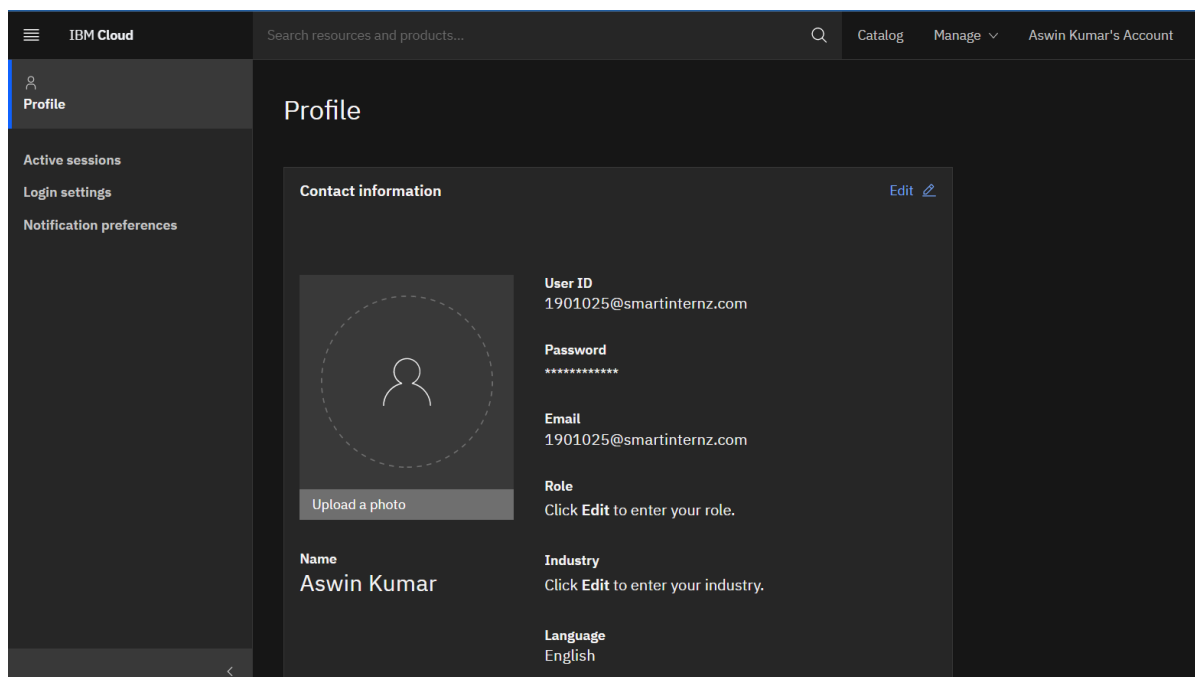 IBM Cloud
Search resources and products...
Catalog
Manage
Aswin Kumar's Account
Profile
Active sessions
Login settings
Notification preferences
Profile
Contact information
Edit
Upload a photo
Name
Aswin Kumar
User ID
1901025@smartinternz.com
Password
************
Email
1901025@smartinternz.com
Role
Click Edit to enter your role.
Industry
Click Edit to enter your industry.
Language
English